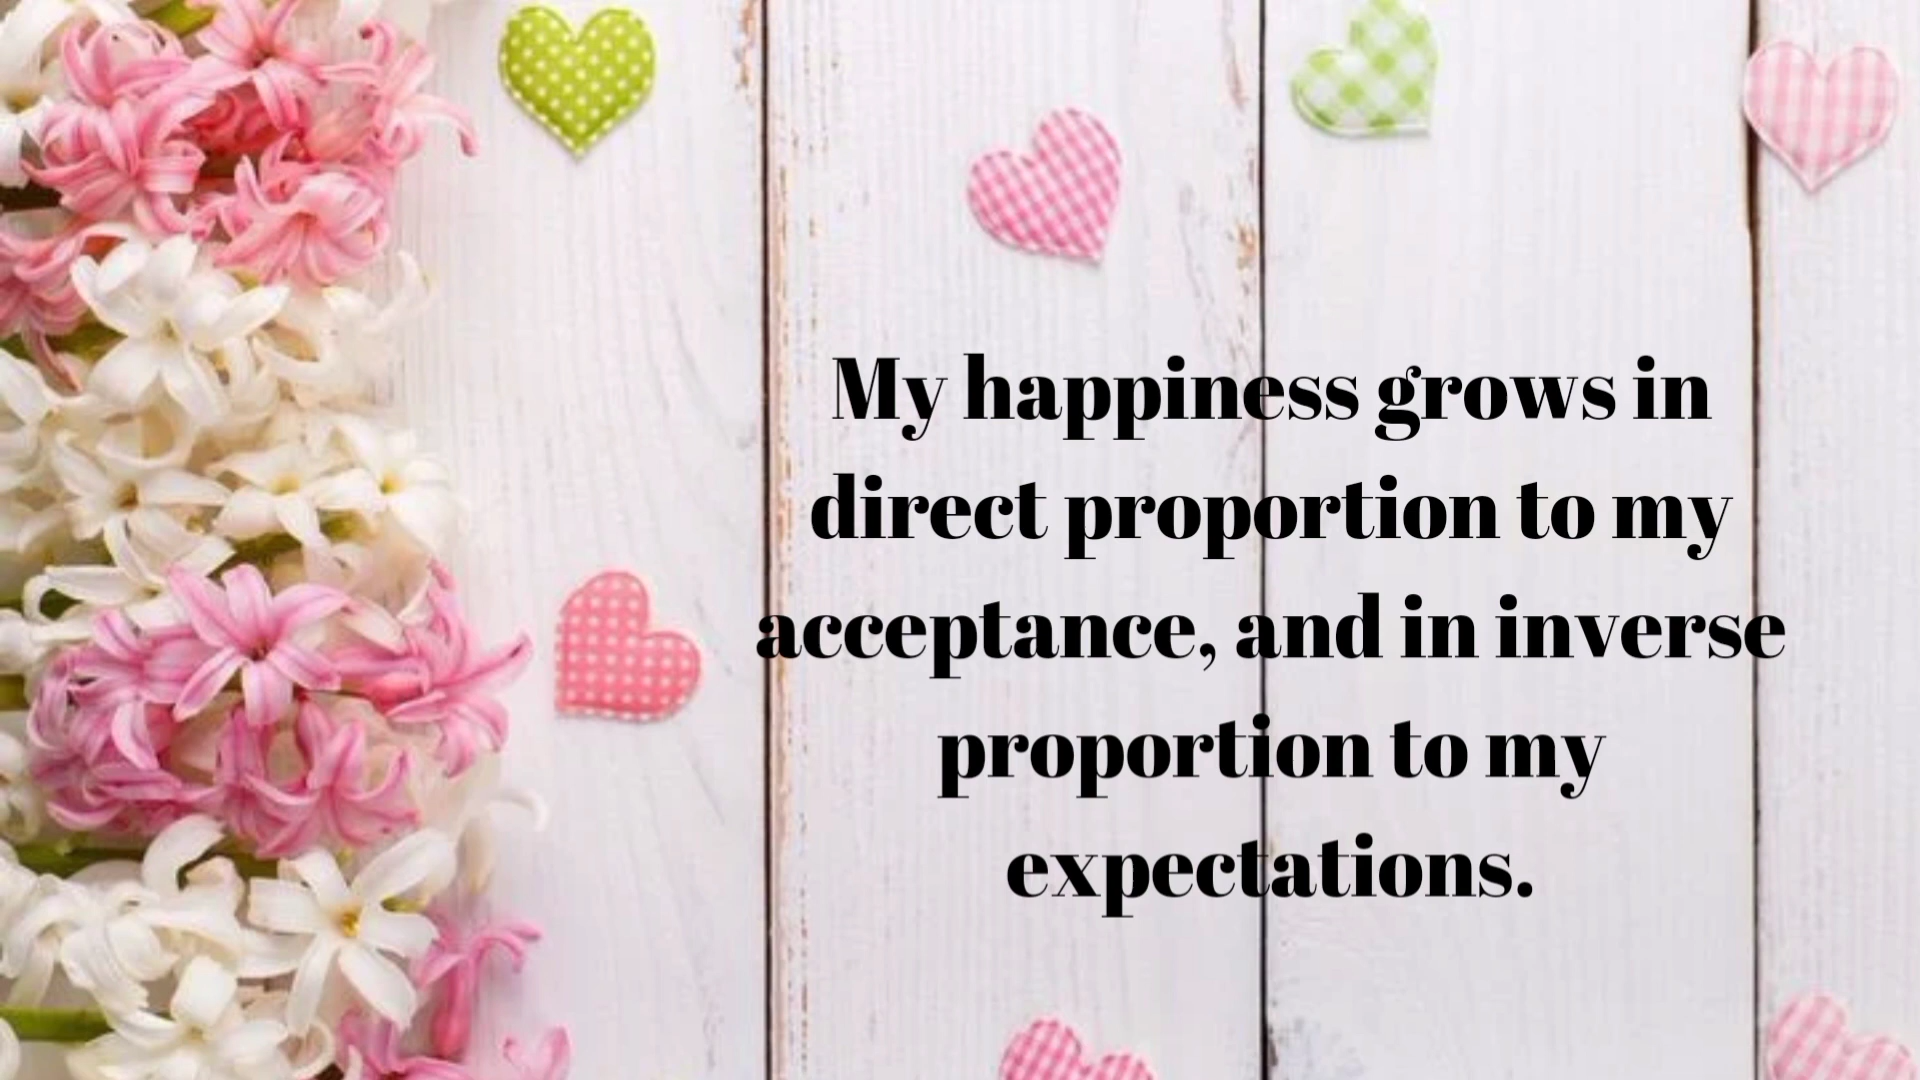 My happiness grows in
direct proportion to my
acceptance, and in inverse
proportion to my
expectations.